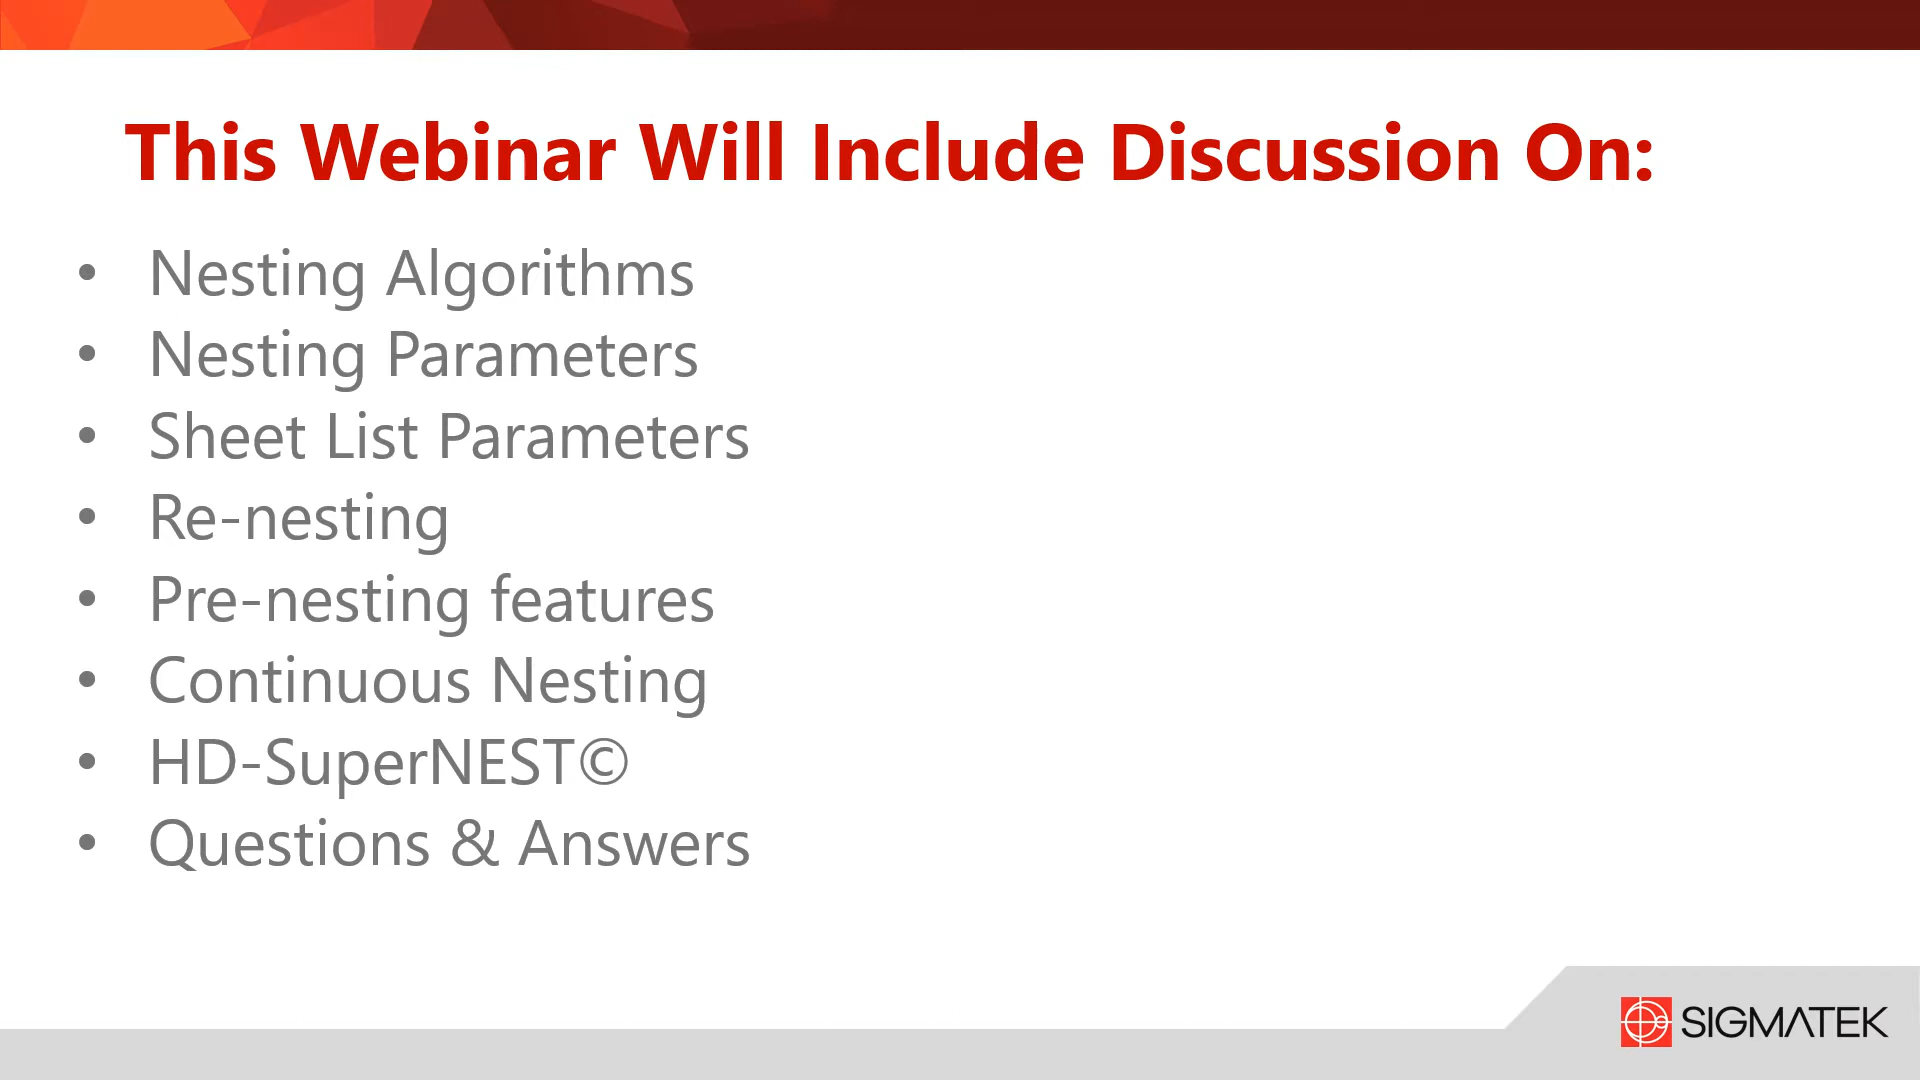 This Webinar Will Include Discussion On:
• Nesting Algorithms
• Nesting Parameters
• Sheet List Parameters
• Re-nesting
• Pre-nesting features
• Continuous Nesting
• HD-SuperNEST©
• Questions & Answers
SIGMATEK